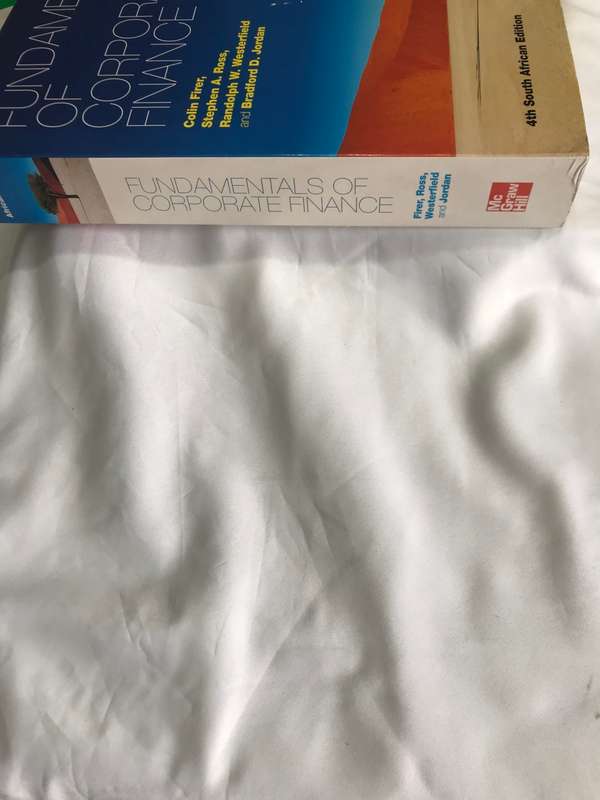 FUNDAME
OF
CORPOR
FINANCE
Colin Firer,
Stephen A. Ross,
Randolph W. Westerfield
and Bradford D. Jordan
4th South African Edition
FUNDAMENTALS OF
CORPORATE FINANCE
Firer, Ross,
Westerfield
and Jordan
Mc
Graw
Hill